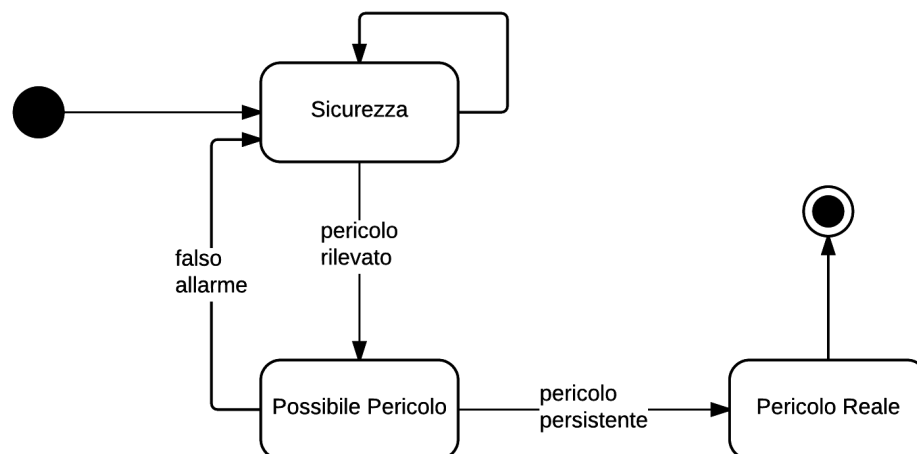 Sicurezza
pericolo
rilevato
falso
allarme
Possibile Pericolo
pericolo
persistente
Pericolo Reale